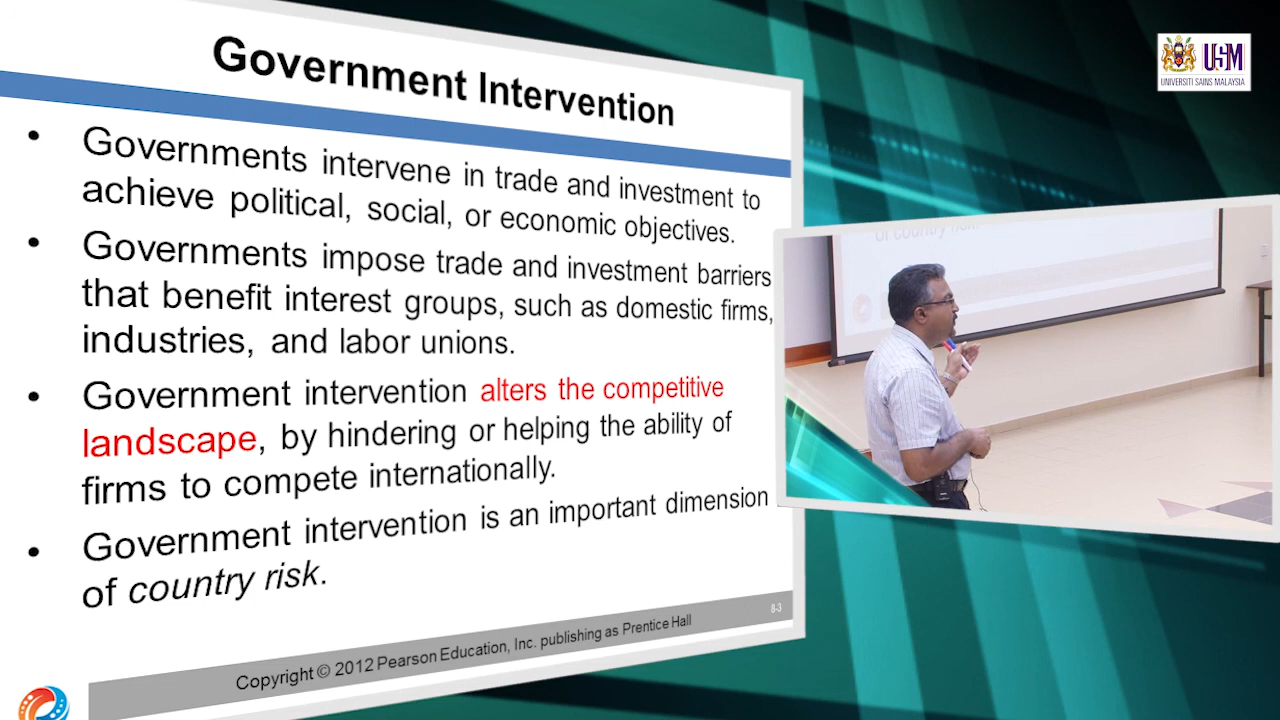 Government Intervention
• Governments intervene in trade and investment to
achieve political, social, or economic objectives.
• Governments impose trade and investment barriers
that benefit interest groups, such as domestic firms,
industries, and labor unions.
• Government intervention alters the competitive
landscape, by hindering or helping the ability of
firms to compete internationally.
• Government intervention is an important dimension
of country risk.
8-3
Copyright © 2012 Pearson Education, Inc. publishing as Prentice Hall
USM
UNIVERSITI SAINS MALAYSIA
of country risk.